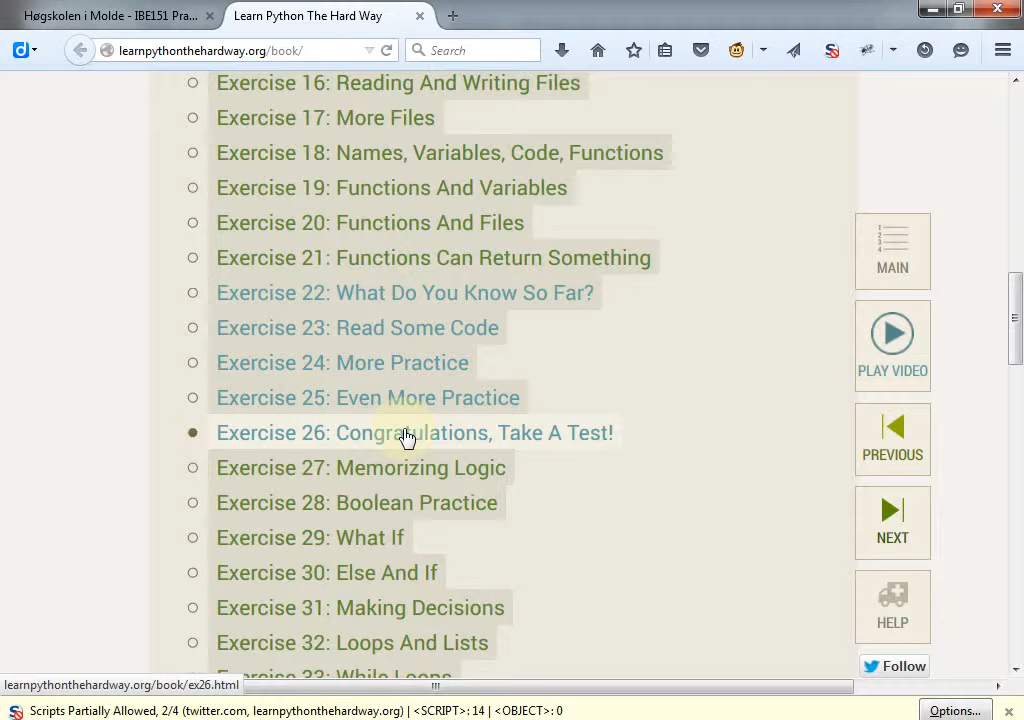 Høgskolen i Molde - IBE151 Pra...
Learn Python The Hard Way
learnpythonthehardway.org/book/
Search
Exercise 16: Reading And Writing Files
Exercise 17: More Files
Exercise 18: Names, Variables, Code, Functions
Exercise 19: Functions And Variables
Exercise 20: Functions And Files
Exercise 21: Functions Can Return Something
Exercise 22: What Do You Know So Far?
Exercise 23: Read Some Code
Exercise 24: More Practice
Exercise 25: Even More Practice
Exercise 26: Congratulations, Take A Test!
Exercise 27: Memorizing Logic
Exercise 28: Boolean Practice
Exercise 29: What If
Exercise 30: Else And If
Exercise 31: Making Decisions
Exercise 32: Loops And Lists
Exercise 33: While Loops
MAIN
PLAY VIDEO
PREVIOUS
NEXT
HELP
Follow
learnpythonthehardway.org/book/ex26.html
Scripts Partially Allowed, 2/4 (twitter.com, learnpythonthehardway.org) | <SCRIPT>: 14 | <OBJECT>: 0
Options...